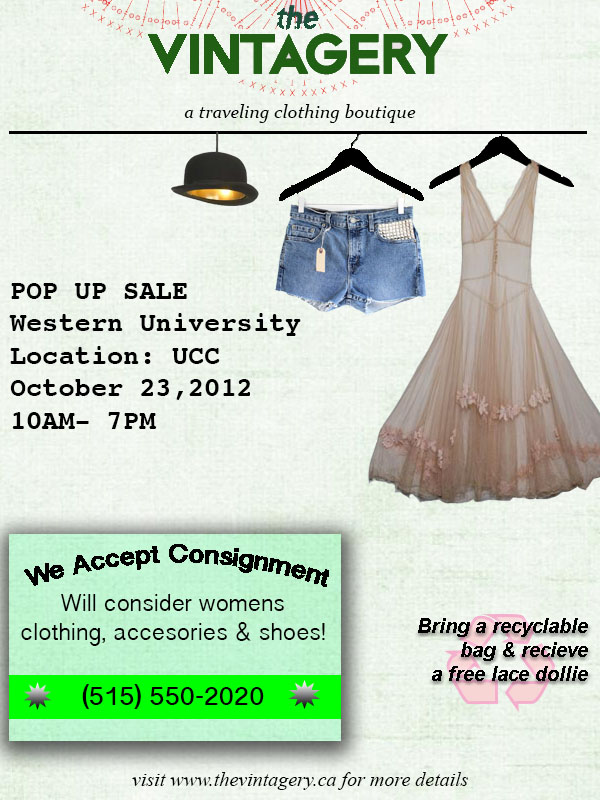 the
VINTAGERY
a traveling clothing boutique
POP UP SALE
Western University
Location: UCC
October 23,2012
10AM- 7PM
We Accept Consignment
Will consider womens
clothing, accesories & shoes!
(515) 550-2020
Bring a recyclable
bag & recieve
a free lace dollie
visit www.thevintagery.ca for more details